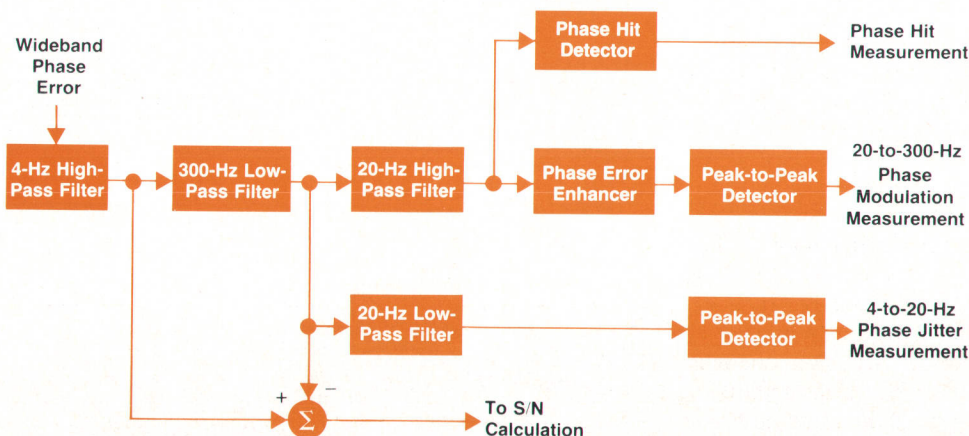 Wideband
Phase
Error
4-Hz High-
Pass Filter
300-Hz Low-
Pass Filter
20-Hz High-
Pass Filter
Phase Hit
Detector
Phase Hit
Measurement
Phase Error
Enhancer
Peak-to-Peak
Detector
20-to-300-Hz
Phase
Modulation
Measurement
20-Hz Low-
Pass Filter
Peak-to-Peak
Detector
4-to-20-Hz
Phase Jitter
Measurement
+
−
Σ
To S/N
Calculation